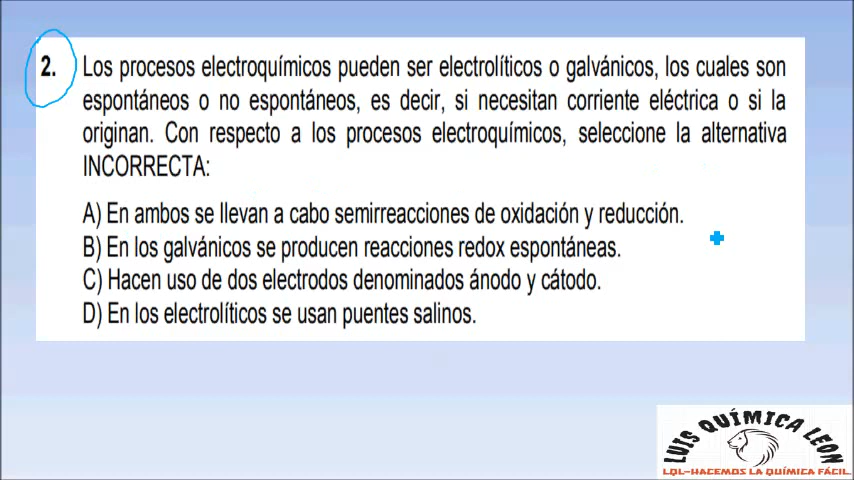 2. Los procesos electroquímicos pueden ser electrolíticos o galvánicos, los cuales son
espontáneos o no espontáneos, es decir, si necesitan corriente eléctrica o si la
originan. Con respecto a los procesos electroquímicos, seleccione la alternativa
INCORRECTA:
A) En ambos se llevan a cabo semirreacciones de oxidación y reducción.
B) En los galvánicos se producen reacciones redox espontáneas.
C) Hacen uso de dos electrodos denominados ánodo y cátodo.
D) En los electrolíticos se usan puentes salinos.
LUIS QUÍMICA LEON
LQL-HACEMOS LA QUÍMICA FÁCIL